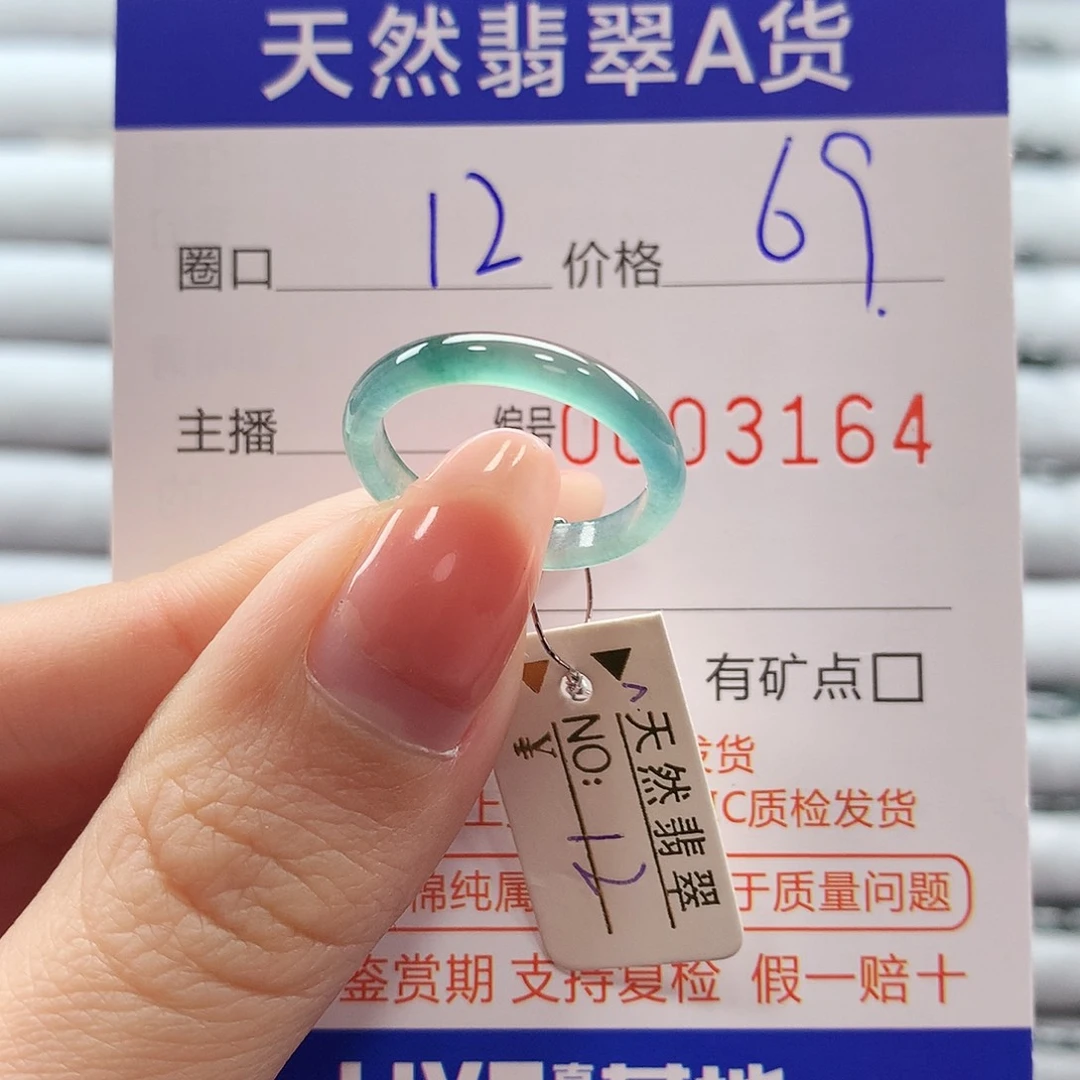 天然翡翠A货
圈口 12 价格 69.
主播 编号 03164
有矿点□
发货
C质检发货
棉纯属 于质量问题
鉴赏期 支持复检 假一赔十
天然翡翠
NO: 12
¥